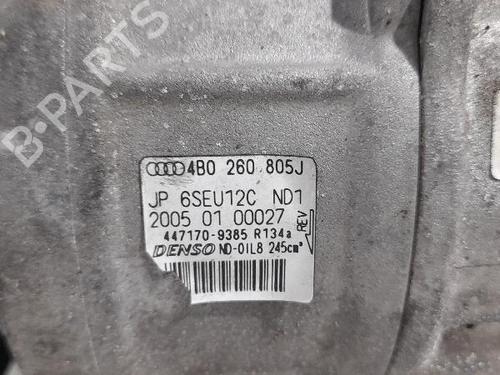 B-PARTS
4B0 260 805J
JP 6SEU12C ND1
2005 01 00027
REV
447170-9385 R134a
DENSO ND-OIL8 245cm³